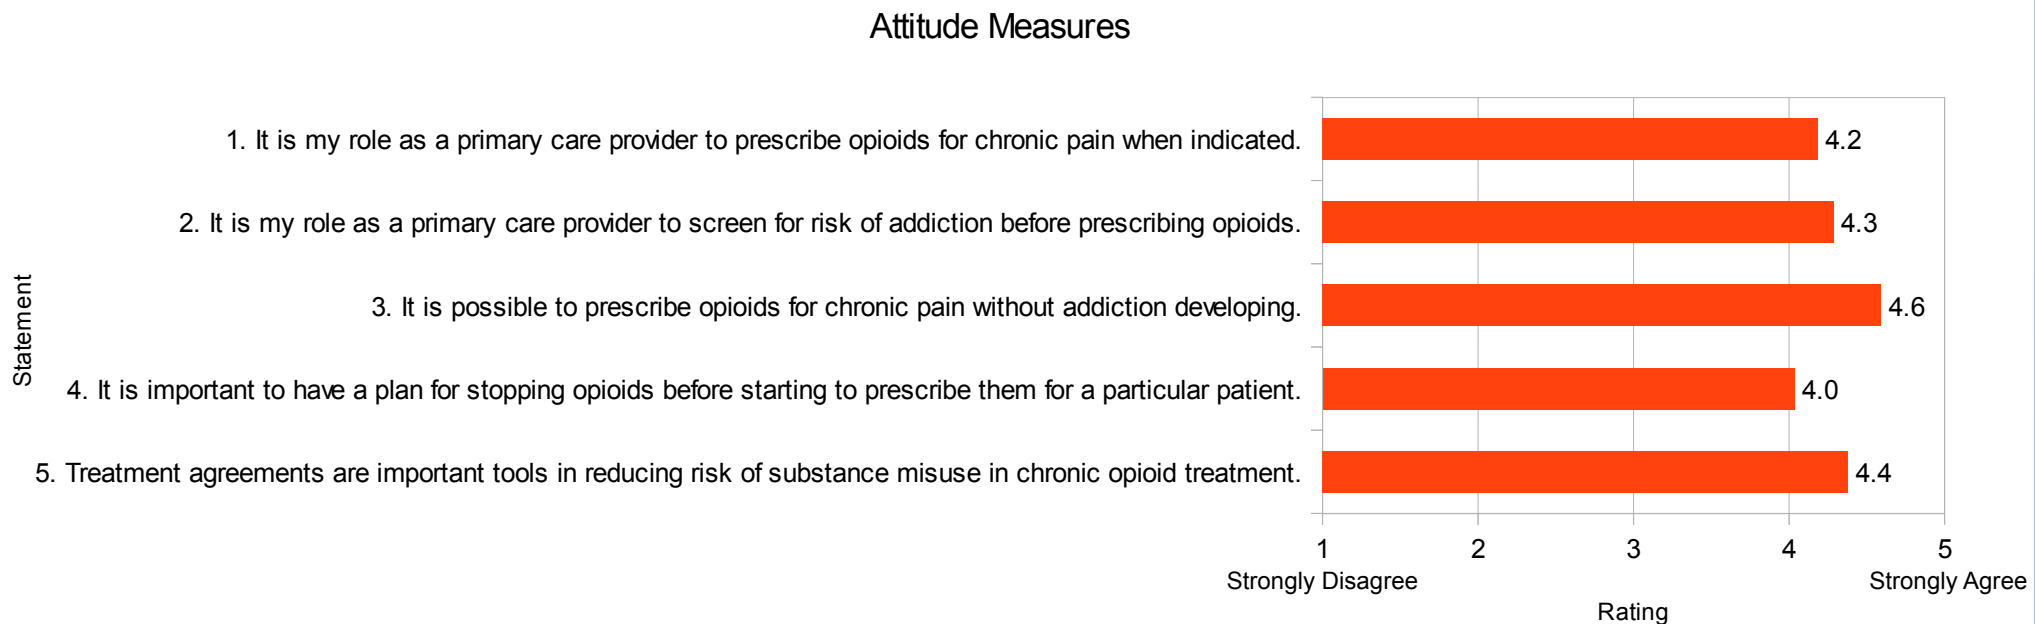 Attitude Measures
Statement
1. It is my role as a primary care provider to prescribe opioids for chronic pain when indicated.
4.2
2. It is my role as a primary care provider to screen for risk of addiction before prescribing opioids.
4.3
3. It is possible to prescribe opioids for chronic pain without addiction developing.
4.6
4. It is important to have a plan for stopping opioids before starting to prescribe them for a particular patient.
4.0
5. Treatment agreements are important tools in reducing risk of substance misuse in chronic opioid treatment.
4.4
1 2 3 4 5
Strongly Disagree Strongly Agree
Rating